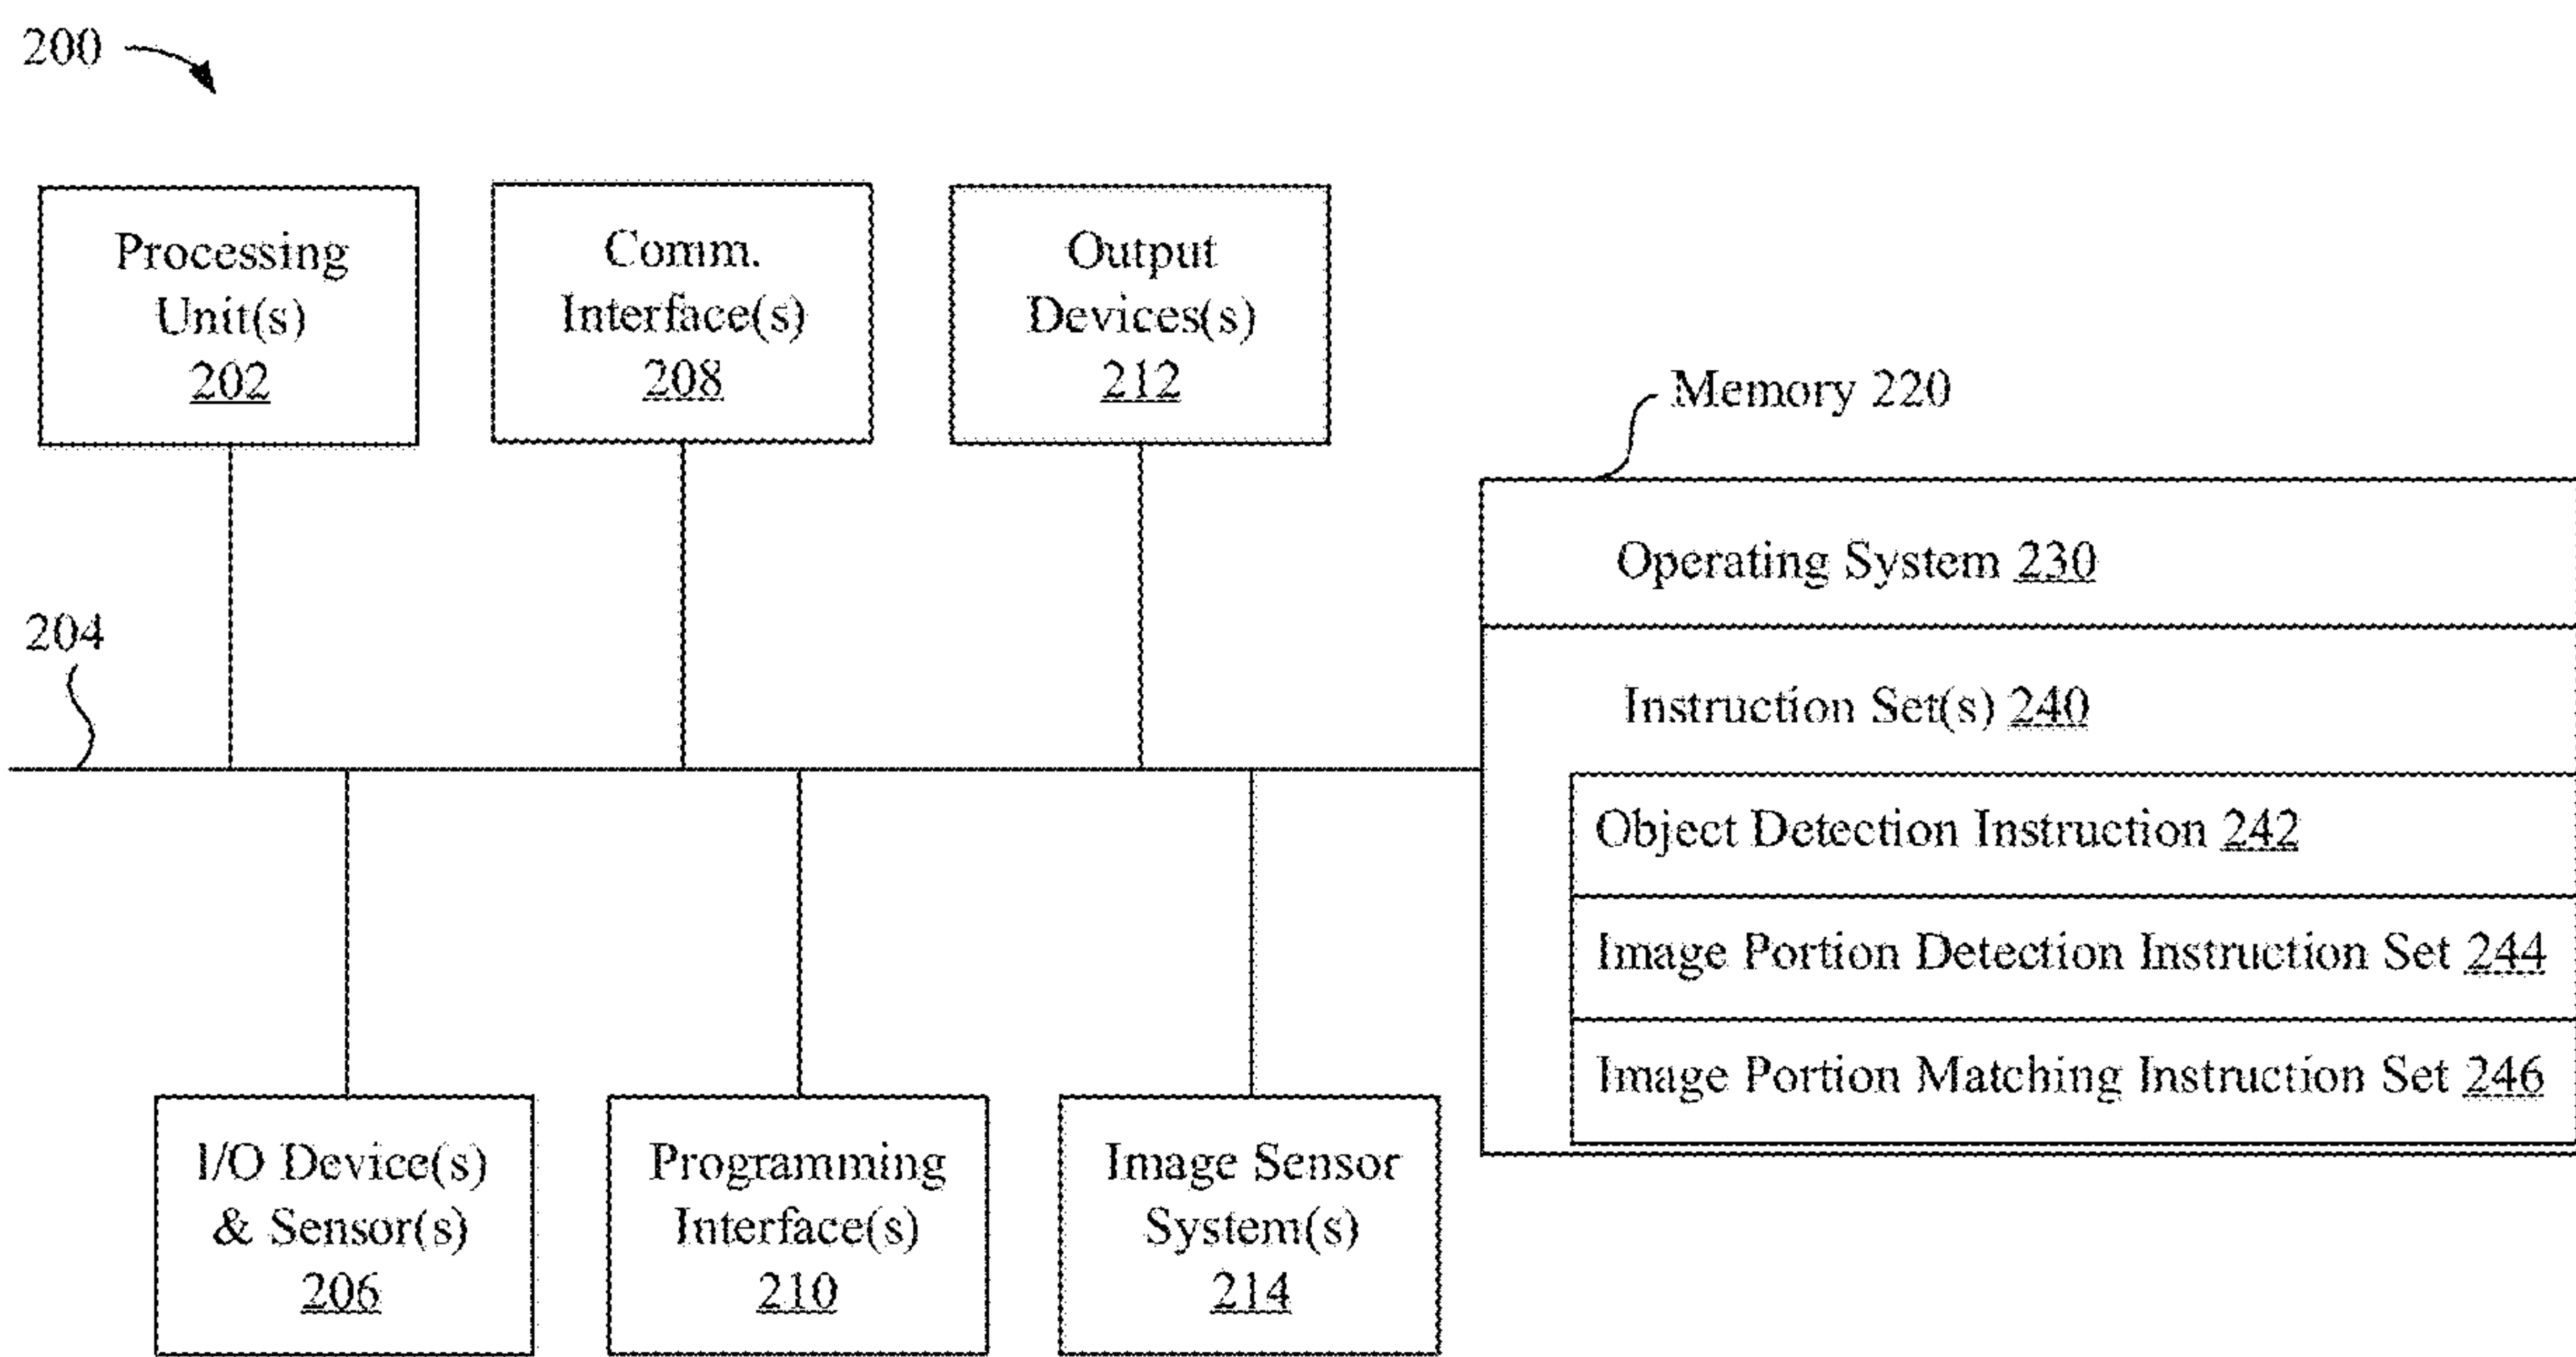 200
Processing
Unit(s)
202
Comm.
Interface(s)
208
Output
Devices(s)
212
Memory 220
Operating System 230
Instruction Set(s) 240
Object Detection Instruction 242
Image Portion Detection Instruction Set 244
Image Portion Matching Instruction Set 246
204
I/O Device(s)
& Sensor(s)
206
Programming
Interface(s)
210
Image Sensor
System(s)
214